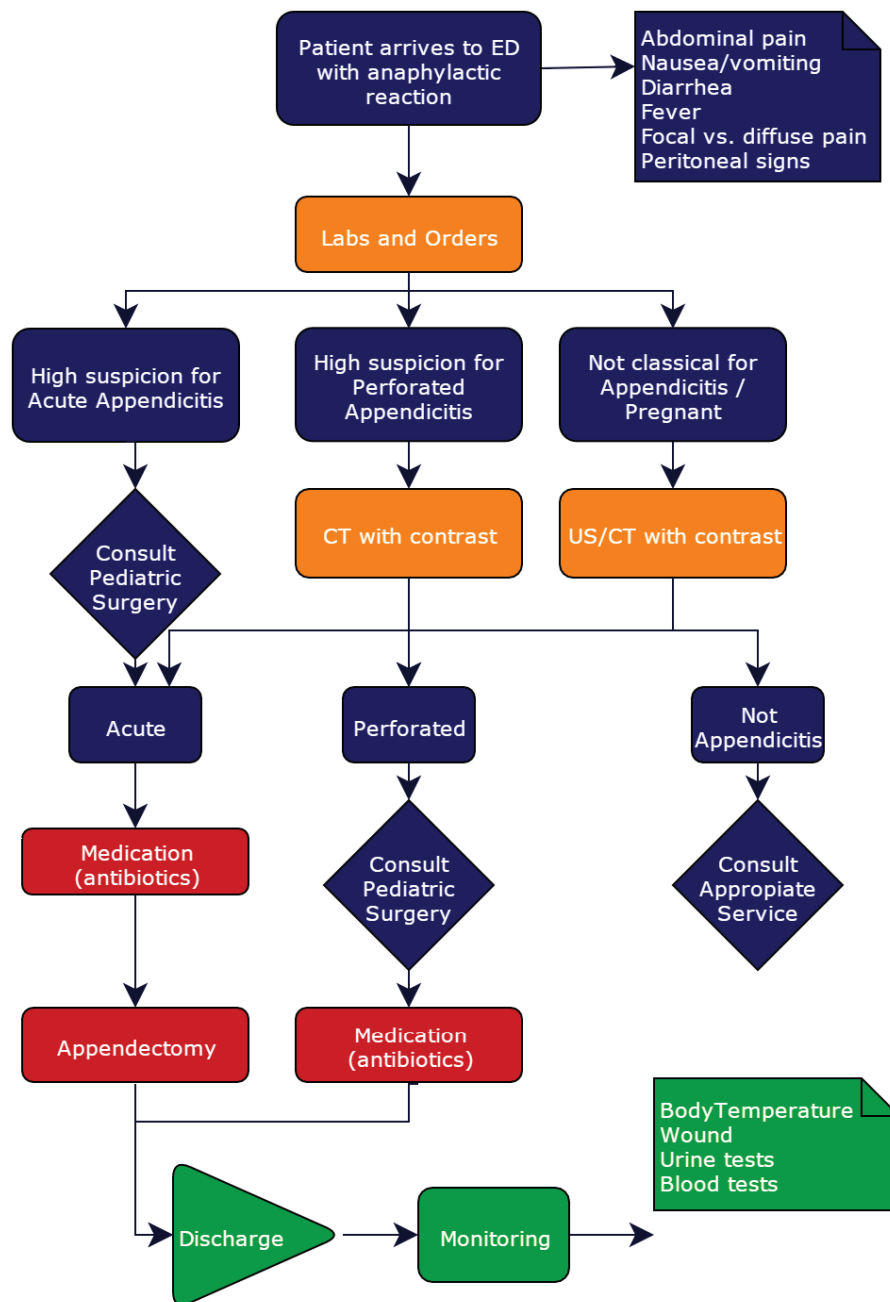 Patient arrives to ED
with anaphylactic
reaction
Abdominal pain
Nausea/vomiting
Diarrhea
Fever
Focal vs. diffuse pain
Peritoneal signs
Labs and Orders
High suspicion for
Acute Appendicitis
High suspicion for
Perforated
Appendicitis
Not classical for
Appendicitis /
Pregnant
Consult
Pediatric
Surgery
CT with contrast
US/CT with contrast
Acute
Perforated
Not
Appendicitis
Medication
(antibiotics)
Consult
Pediatric
Surgery
Consult
Appropiate
Service
Appendectomy
Medication
(antibiotics)
BodyTemperature
Wound
Urine tests
Blood tests
Discharge
Monitoring